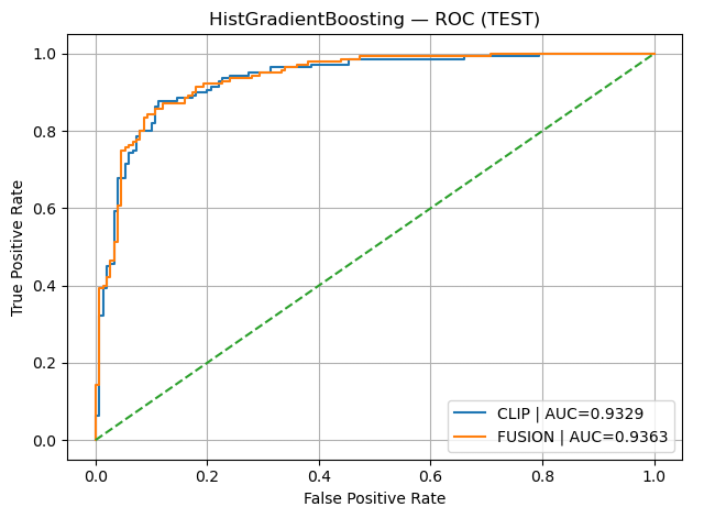 HistGradientBoosting — ROC (TEST)
1.0
0.8
0.6
0.4
0.2
0.0
True Positive Rate
CLIP | AUC=0.9329
FUSION | AUC=0.9363
0.0 0.2 0.4 0.6 0.8 1.0
False Positive Rate